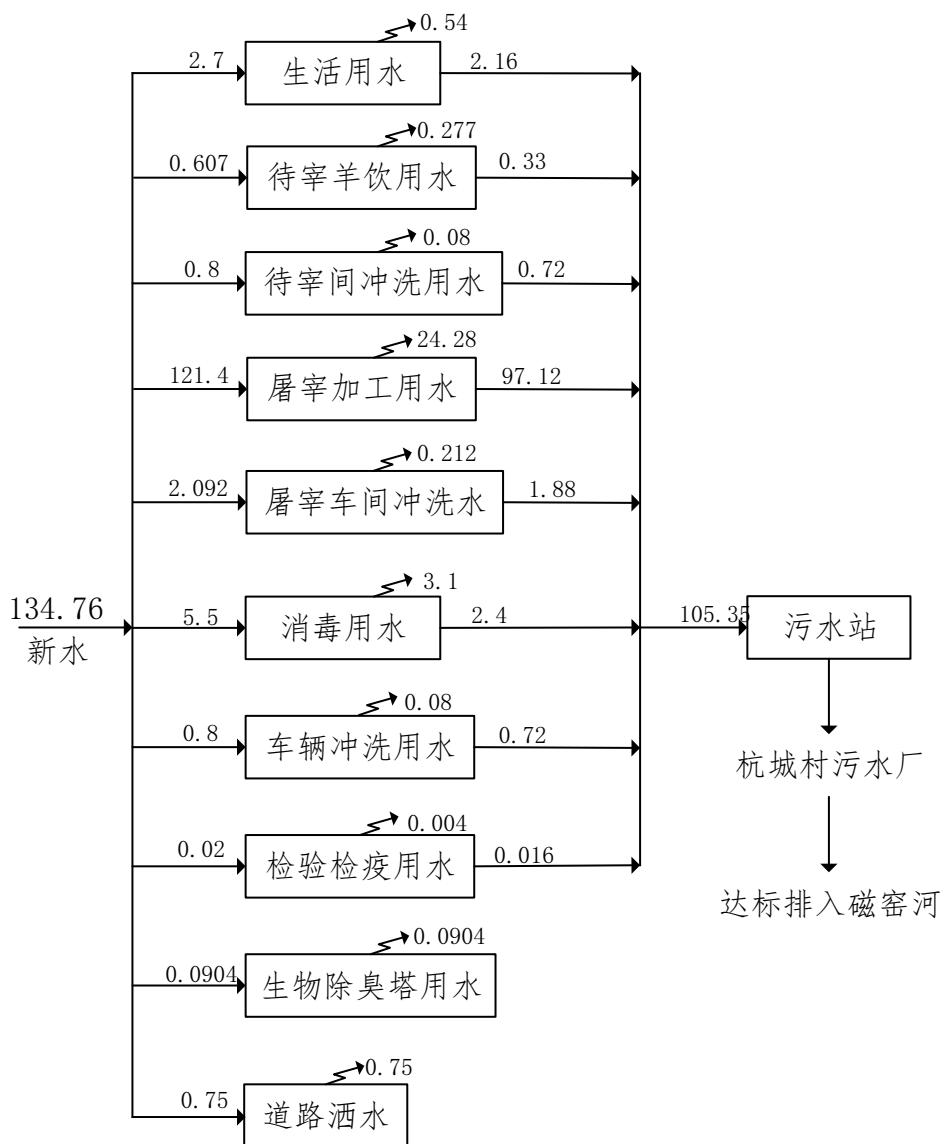 0.54
2.7
生活用水
2.16
0.277
0.607
待宰羊饮用水
0.33
0.08
0.8
待宰间冲洗用水
0.72
24.28
121.4
屠宰加工用水
97.12
0.212
2.092
屠宰车间冲洗水
1.88
3.1
134.76
新水
5.5
消毒用水
2.4
105.35
污水站
0.08
0.8
车辆冲洗用水
0.72
杭城村污水厂
0.004
0.02
检验检疫用水
0.016
达标排入磁窑河
0.0904
0.0904
生物除臭塔用水
0.75
0.75
道路洒水